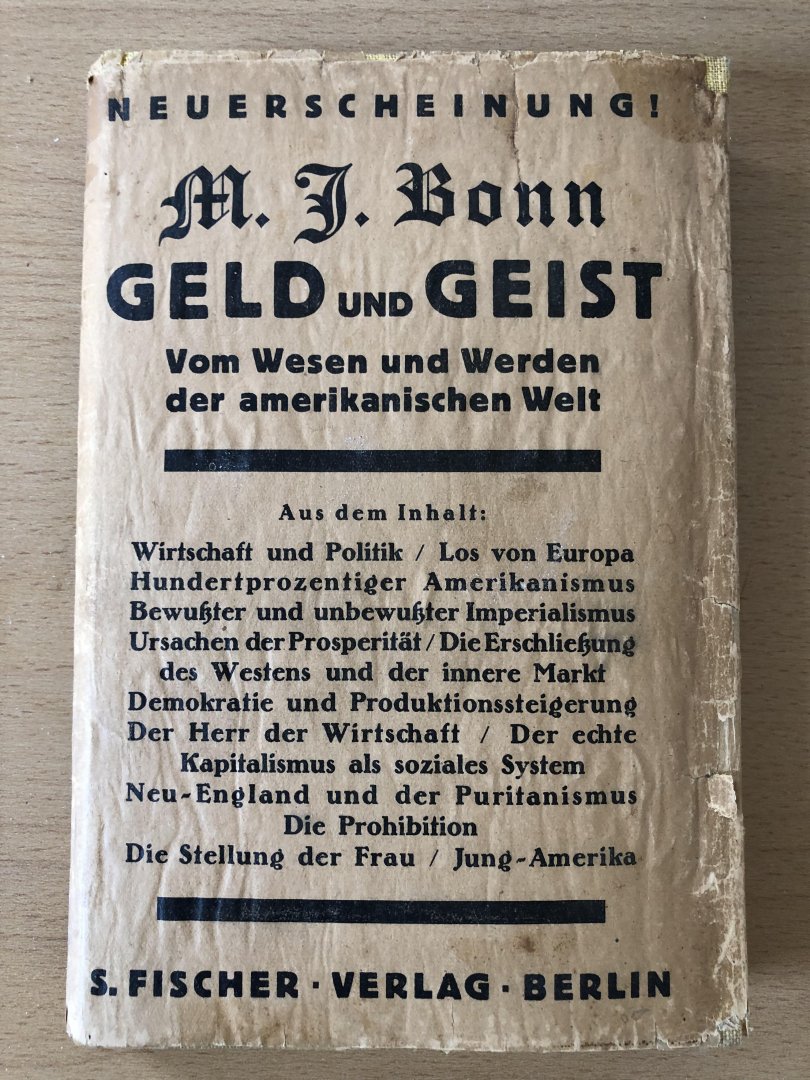 NEUERSCHEINUNG!
M. J. Bonn
GELD UND GEIST
Vom Wesen und Werden
der amerikanischen Welt
Aus dem Inhalt:
Wirtschaft und Politik / Los von Europa
Hundertprozentiger Amerikanismus
Bewußter und unbewußter Imperialismus
Ursachen der Prosperität / Die Erschließung
des Westens und der innere Markt
Demokratie und Produktionssteigerung
Der Herr der Wirtschaft / Der echte
Kapitalismus als soziales System
Neu-England und der Puritanismus
Die Prohibition
Die Stellung der Frau / Jung-Amerika
S. FISCHER · VERLAG · BERLIN